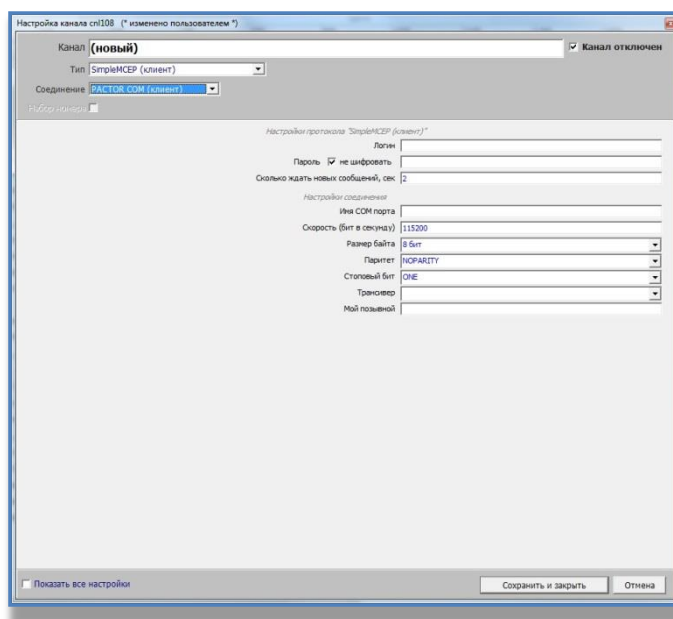 Настройка канала cnl108 (* изменено пользователем *)
Канал (новый) Канал отключен
Тип SimpleMCEP (клиент)
Соединение PACTOR COM (клиент)
Набор номера
Настройки протокола "SimpleMCEP (клиент)"
Логин
Пароль не шифровать
Сколько ждать новых сообщений, сек 2
Настройки соединения
Имя COM порта
Скорость (бит в секунду) 115200
Размер байта 8 бит
Паритет NOPARITY
Стоповый бит ONE
Трансивер
Мой позывной
Показать все настройки Сохранить и закрыть Отмена